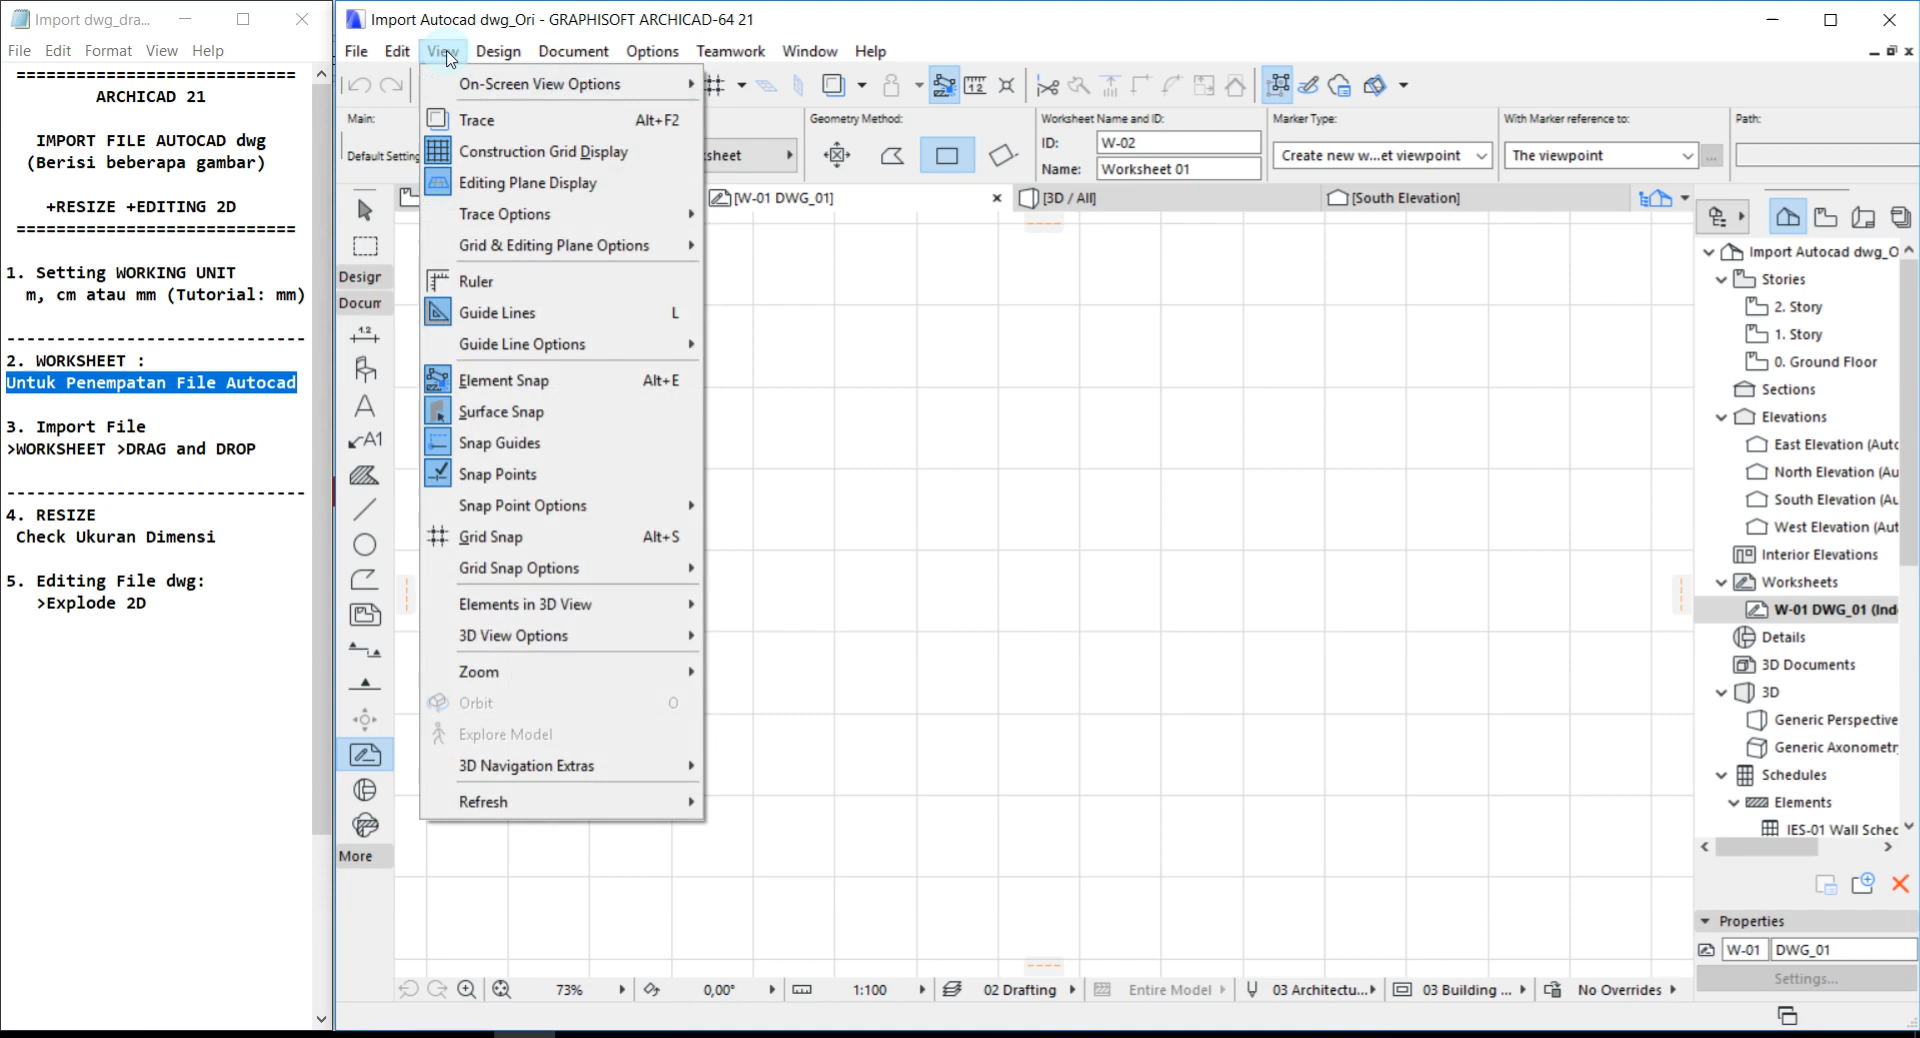 Import dwg_dra...
File Edit Format View Help
==============================
ARCHICAD 21
IMPORT FILE AUTOCAD dwg
(Berisi beberapa gambar)
+RESIZE +EDITING 2D
==============================
1. Setting WORKING UNIT
m, cm atau mm (Tutorial: mm)
------------------------------
2. WORKSHEET :
Untuk Penempatan File Autocad
3. Import File
>WORKSHEET >DRAG and DROP
------------------------------
4. RESIZE
Check Ukuran Dimensi
5. Editing File dwg:
>Explode 2D
Import Autocad dwg_Ori - GRAPHISOFT ARCHICAD-64 21
File Edit View Design Document Options Teamwork Window Help
Main:
Default Setting
ksheet
Geometry Method:
Worksheet Name and ID:
ID: W-02
Name: Worksheet 01
Marker Type:
Create new w...et viewpoint
With Marker reference to:
The viewpoint
...
Path:
[W-01 DWG_01]
[3D / All]
[South Elevation]
On-Screen View Options
Trace Alt+F2
Construction Grid Display
Editing Plane Display
Trace Options
Grid & Editing Plane Options
Ruler
Guide Lines L
Guide Line Options
Element Snap Alt+E
Surface Snap
Snap Guides
Snap Points
Snap Point Options
Grid Snap Alt+S
Grid Snap Options
Elements in 3D View
3D View Options
Zoom
Orbit O
Explore Model
3D Navigation Extras
Refresh
Design
Docum
1.2
A
A1
More
Import Autocad dwg_O
Stories
2. Story
1. Story
0. Ground Floor
Sections
Elevations
East Elevation (Auto
North Elevation (Au
South Elevation (Au
West Elevation (Aut
Interior Elevations
Worksheets
W-01 DWG_01 (Ind
Details
3D Documents
3D
Generic Perspective
Generic Axonometr
Schedules
Elements
IES-01 Wall Sched
Properties
W-01 DWG_01
Settings...
73% 0,00° 1:100 02 Drafting Entire Model 03 Architectu... 03 Building ... No Overrides